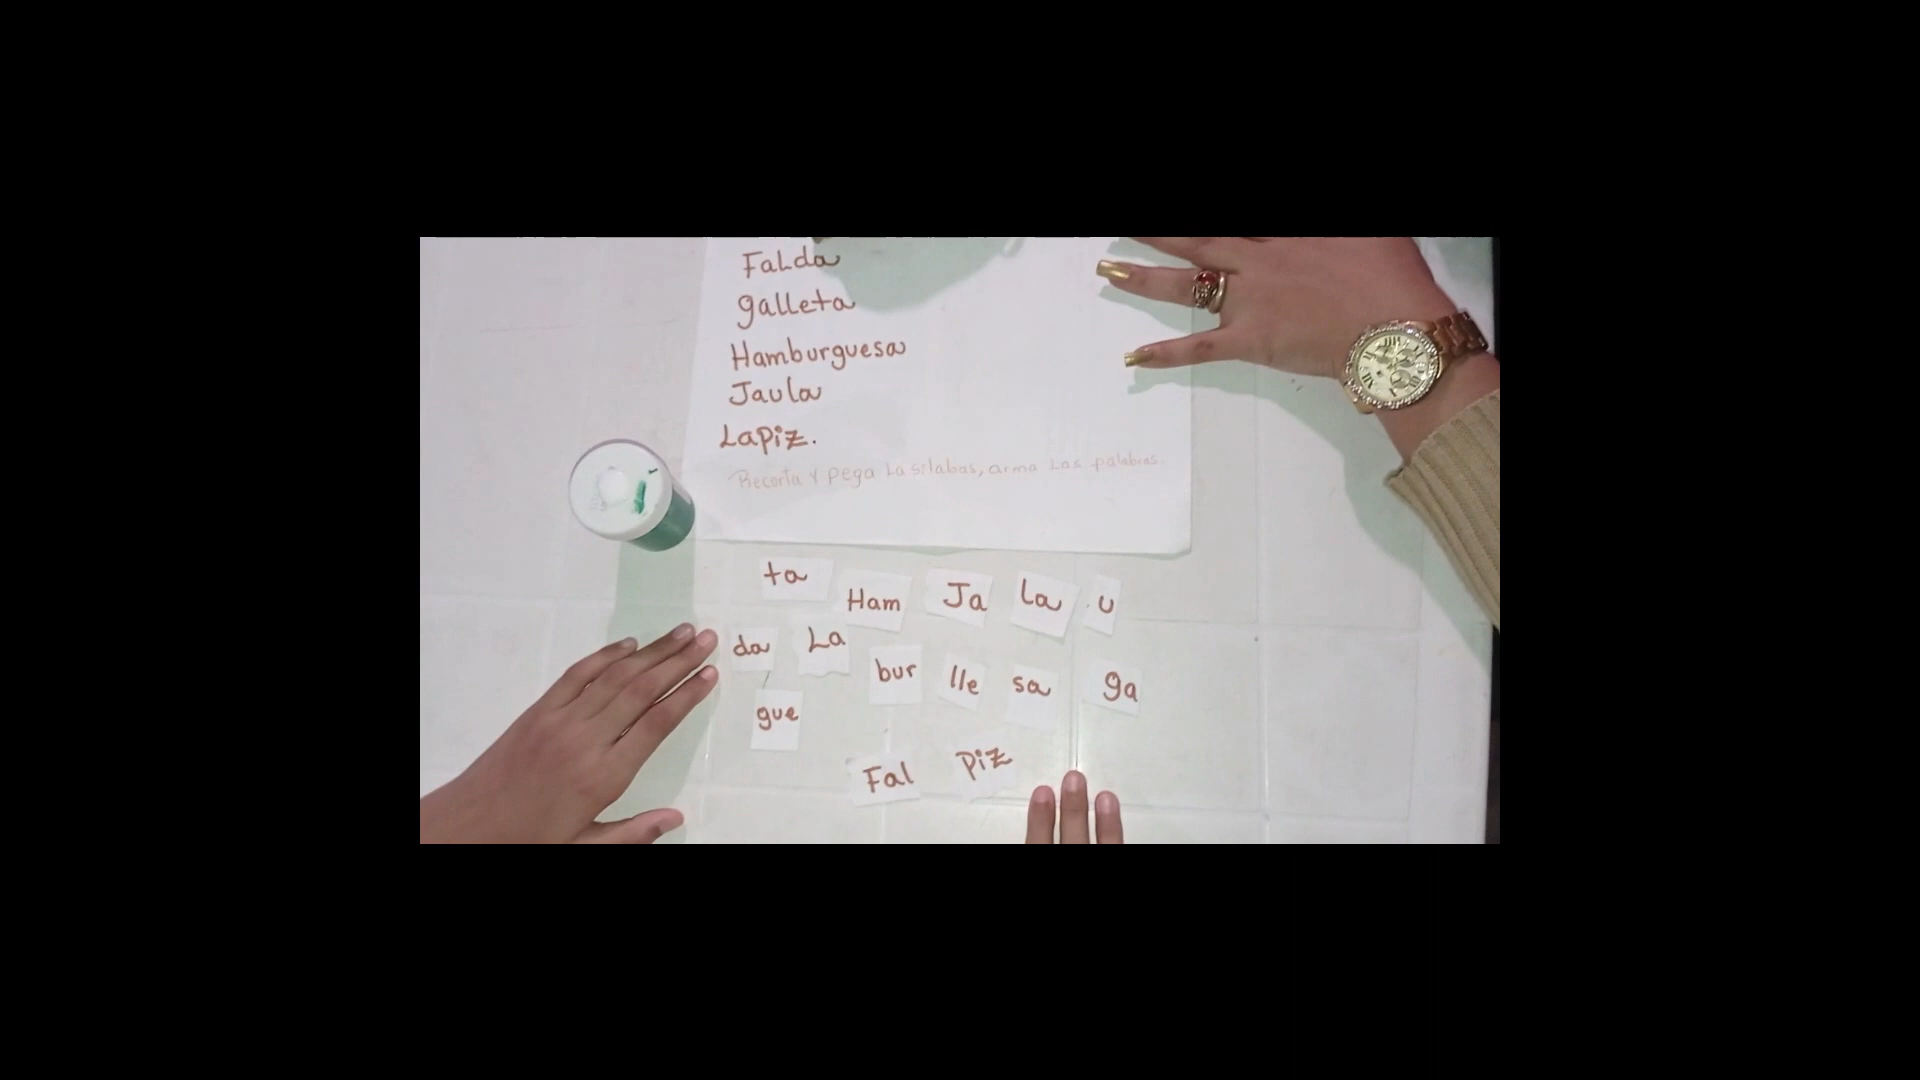 Falda
galleta
Hamburguesa
Jaula
Lapiz.
Recorta y pega La silabas, arma Las palabras.
ta Ham Ja la u
da La bur lle sa ga
gue
Fal Piz